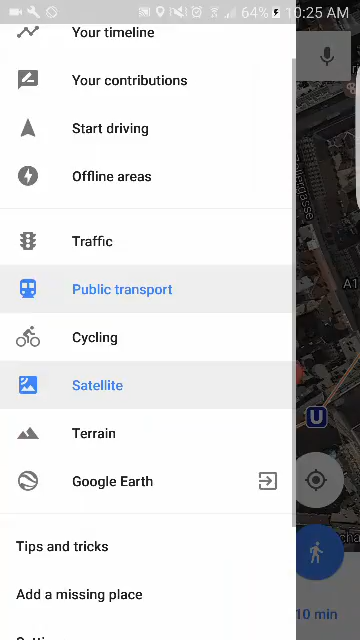 64% 10:25 AM
Your timeline
Your contributions
Start driving
Offline areas
Traffic
Public transport
Cycling
Satellite
Terrain
Google Earth
Tips and tricks
Add a missing place
A1
U
10 min